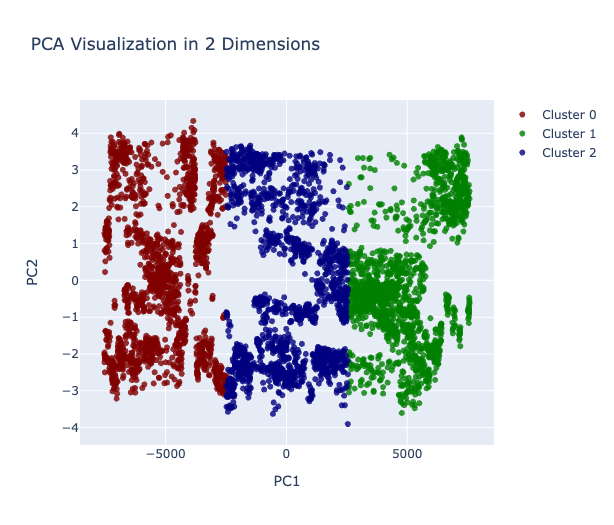 PCA Visualization in 2 Dimensions
Cluster 0
Cluster 1
Cluster 2
4
3
2
1
0
−1
−2
−3
−4
PC2
−5000
0
5000
PC1